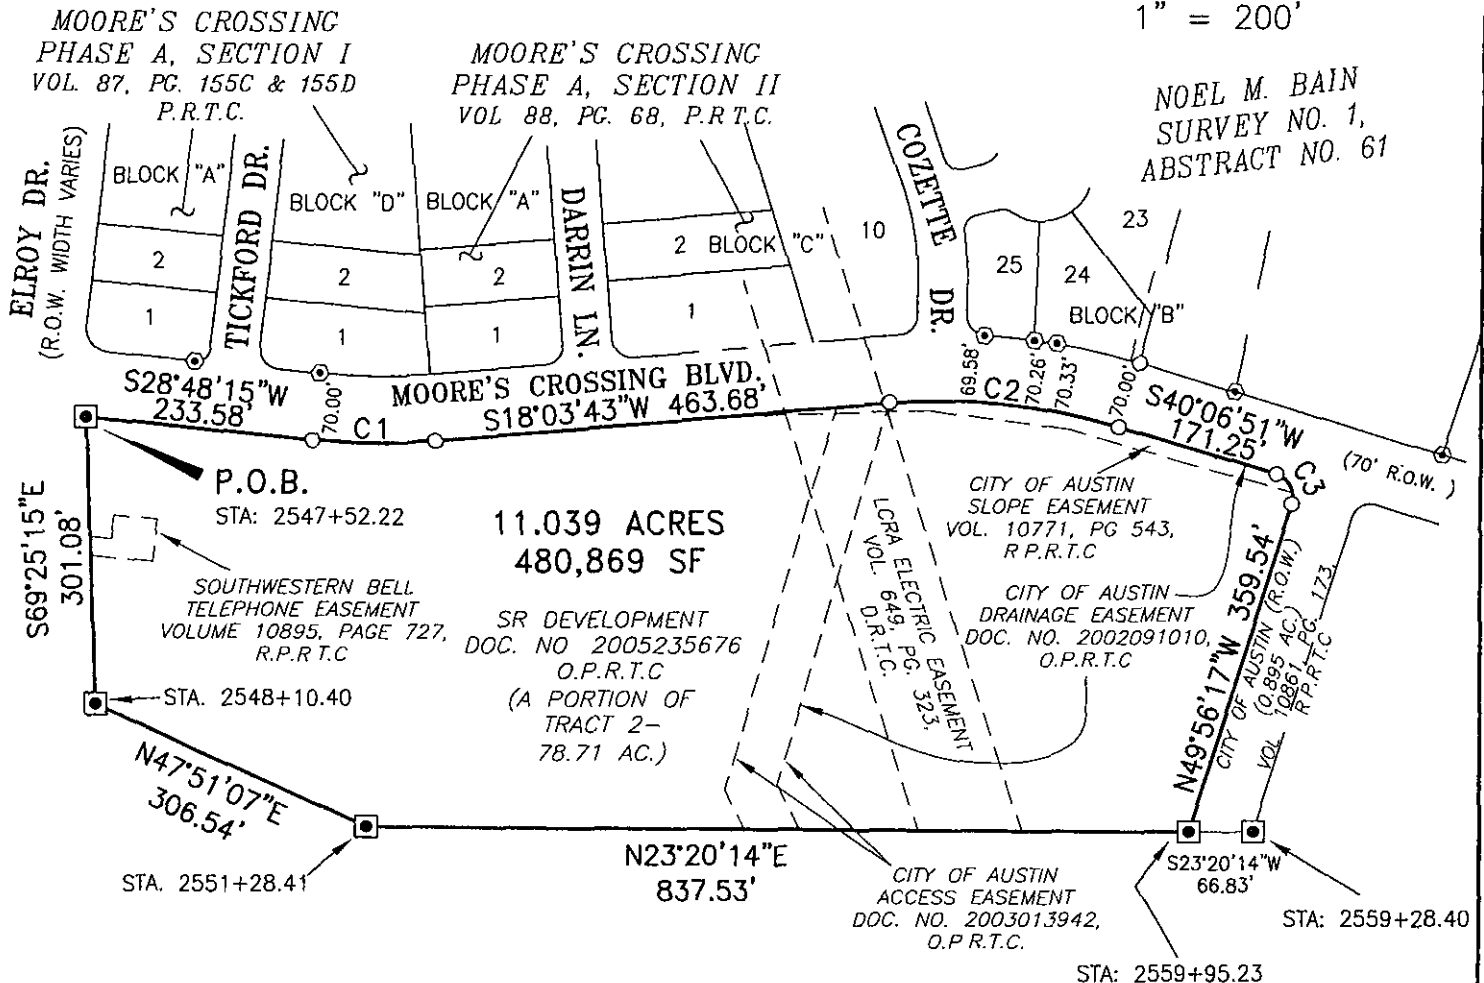 1" = 200'
MOORE'S CROSSING
PHASE A, SECTION I
VOL. 87, PG. 155C & 155D
P.R.T.C.
MOORE'S CROSSING
PHASE A, SECTION II
VOL 88, PG. 68, P.R T.C.
NOEL M. BAIN
SURVEY NO. 1,
ABSTRACT NO. 61
ELROY DR.
(R.O.W. WIDTH VARIES)
BLOCK "A"
2
1
TICKFORD DR.
BLOCK "D"
2
1
BLOCK "A"
2
1
DARRIN LN.
2 BLOCK "C"
1
10
COZETTE DR.
25
24
23
BLOCK "B"
S28°48'15"W
233.58'
70.00'
C1
MOORE'S CROSSING BLVD.
S18°03'43"W 463.68'
69.58'
C2
70.26'
70.33'
70.00'
S40°06'51"W
171.25'
C3
(70' R.O.W. )
P.O.B.
STA: 2547+52.22
S69°25'15"E
301.08'
SOUTHWESTERN BELL
TELEPHONE EASEMENT
VOLUME 10895, PAGE 727,
R.P.R T.C
11.039 ACRES
480,869 SF
SR DEVELOPMENT
DOC. NO 2005235676
O.P.R.T.C
(A PORTION OF
TRACT 2-
78.71 AC.)
LCRA ELECTRIC EASEMENT
VOL. 649, PG. 323,
D.R.T.C.
CITY OF AUSTIN
SLOPE EASEMENT
VOL. 10771, PG 543,
R P.R.T.C
CITY OF AUSTIN
DRAINAGE EASEMENT
DOC. NO. 2002091010,
O.P.R.T.C
N49°56'17"W 359.54'
CITY OF AUSTIN (R.O.W.)
(0.895 AC.)
VOL 10861, PG. 173,
R P.R T.C
STA. 2548+10.40
N47°51'07"E
306.54'
STA. 2551+28.41
N23°20'14"E
837.53'
CITY OF AUSTIN
ACCESS EASEMENT
DOC. NO. 2003013942,
O.P R.T.C.
S23°20'14"W
66.83'
STA: 2559+28.40
STA: 2559+95.23